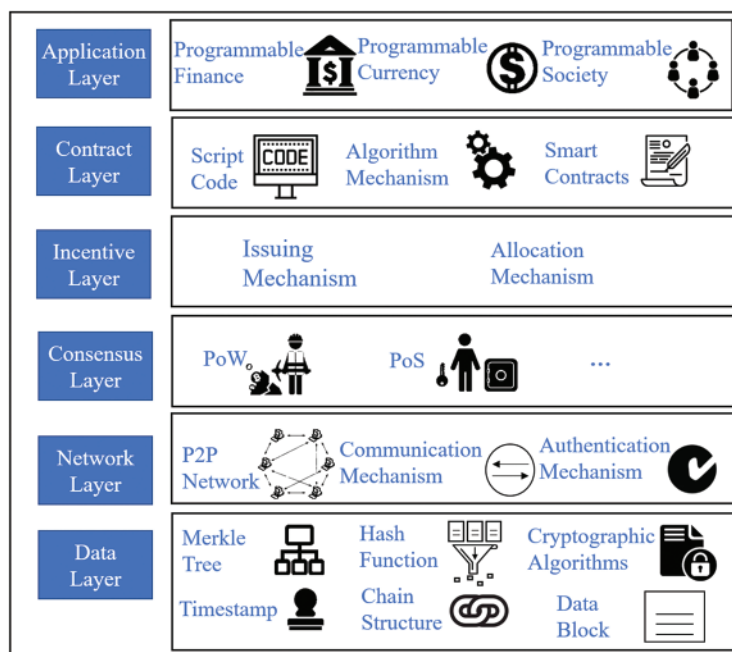 Application
Layer
Programmable
Finance
$
Programmable
Currency
$
Programmable
Society
Contract
Layer
Script
Code
CODE
Algorithm
Mechanism
Smart
Contracts
Incentive
Layer
Issuing
Mechanism
Allocation
Mechanism
Consensus
Layer
PoW
PoS
...
Network
Layer
P2P
Network
Communication
Mechanism
Authentication
Mechanism
Data
Layer
Merkle
Tree
Hash
Function
Cryptographic
Algorithms
Timestamp
Chain
Structure
Data
Block